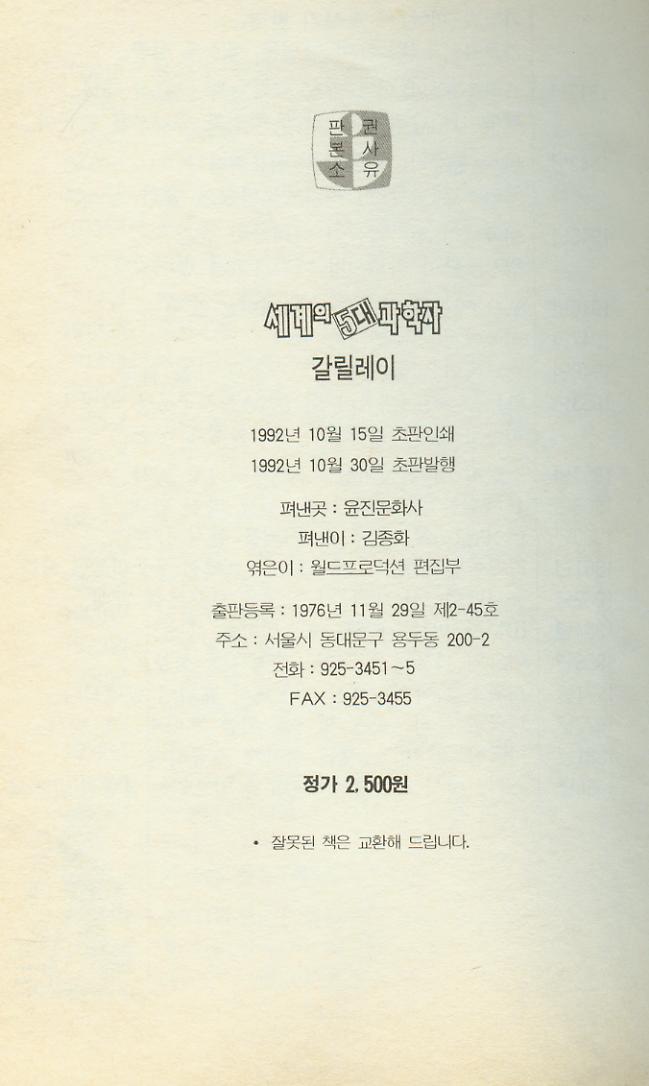 판 권
본 사
소 유
세계의 5대 과학자
갈릴레이
1992년 10월 15일 초판인쇄
1992년 10월 30일 초판발행
펴낸곳 : 윤진문화사
펴낸이 : 김종화
엮은이 : 월드프로덕션 편집부
출판등록 : 1976년 11월 29일 제2-45호
주소 : 서울시 동대문구 용두동 200-2
전화 : 925-3451~5
FAX : 925-3455
정가 2,500원
• 잘못된 책은 교환해 드립니다.